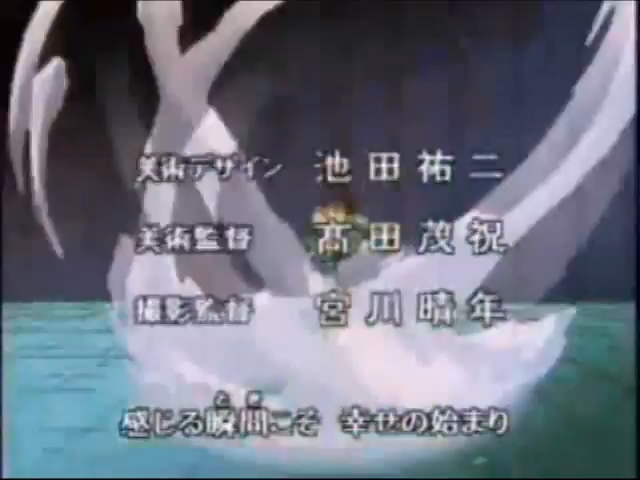 美術デザイン 池田祐二
美術監督 高田茂祝
撮影監督 宮川晴年
とき
感じる瞬間こそ 幸せの始まり